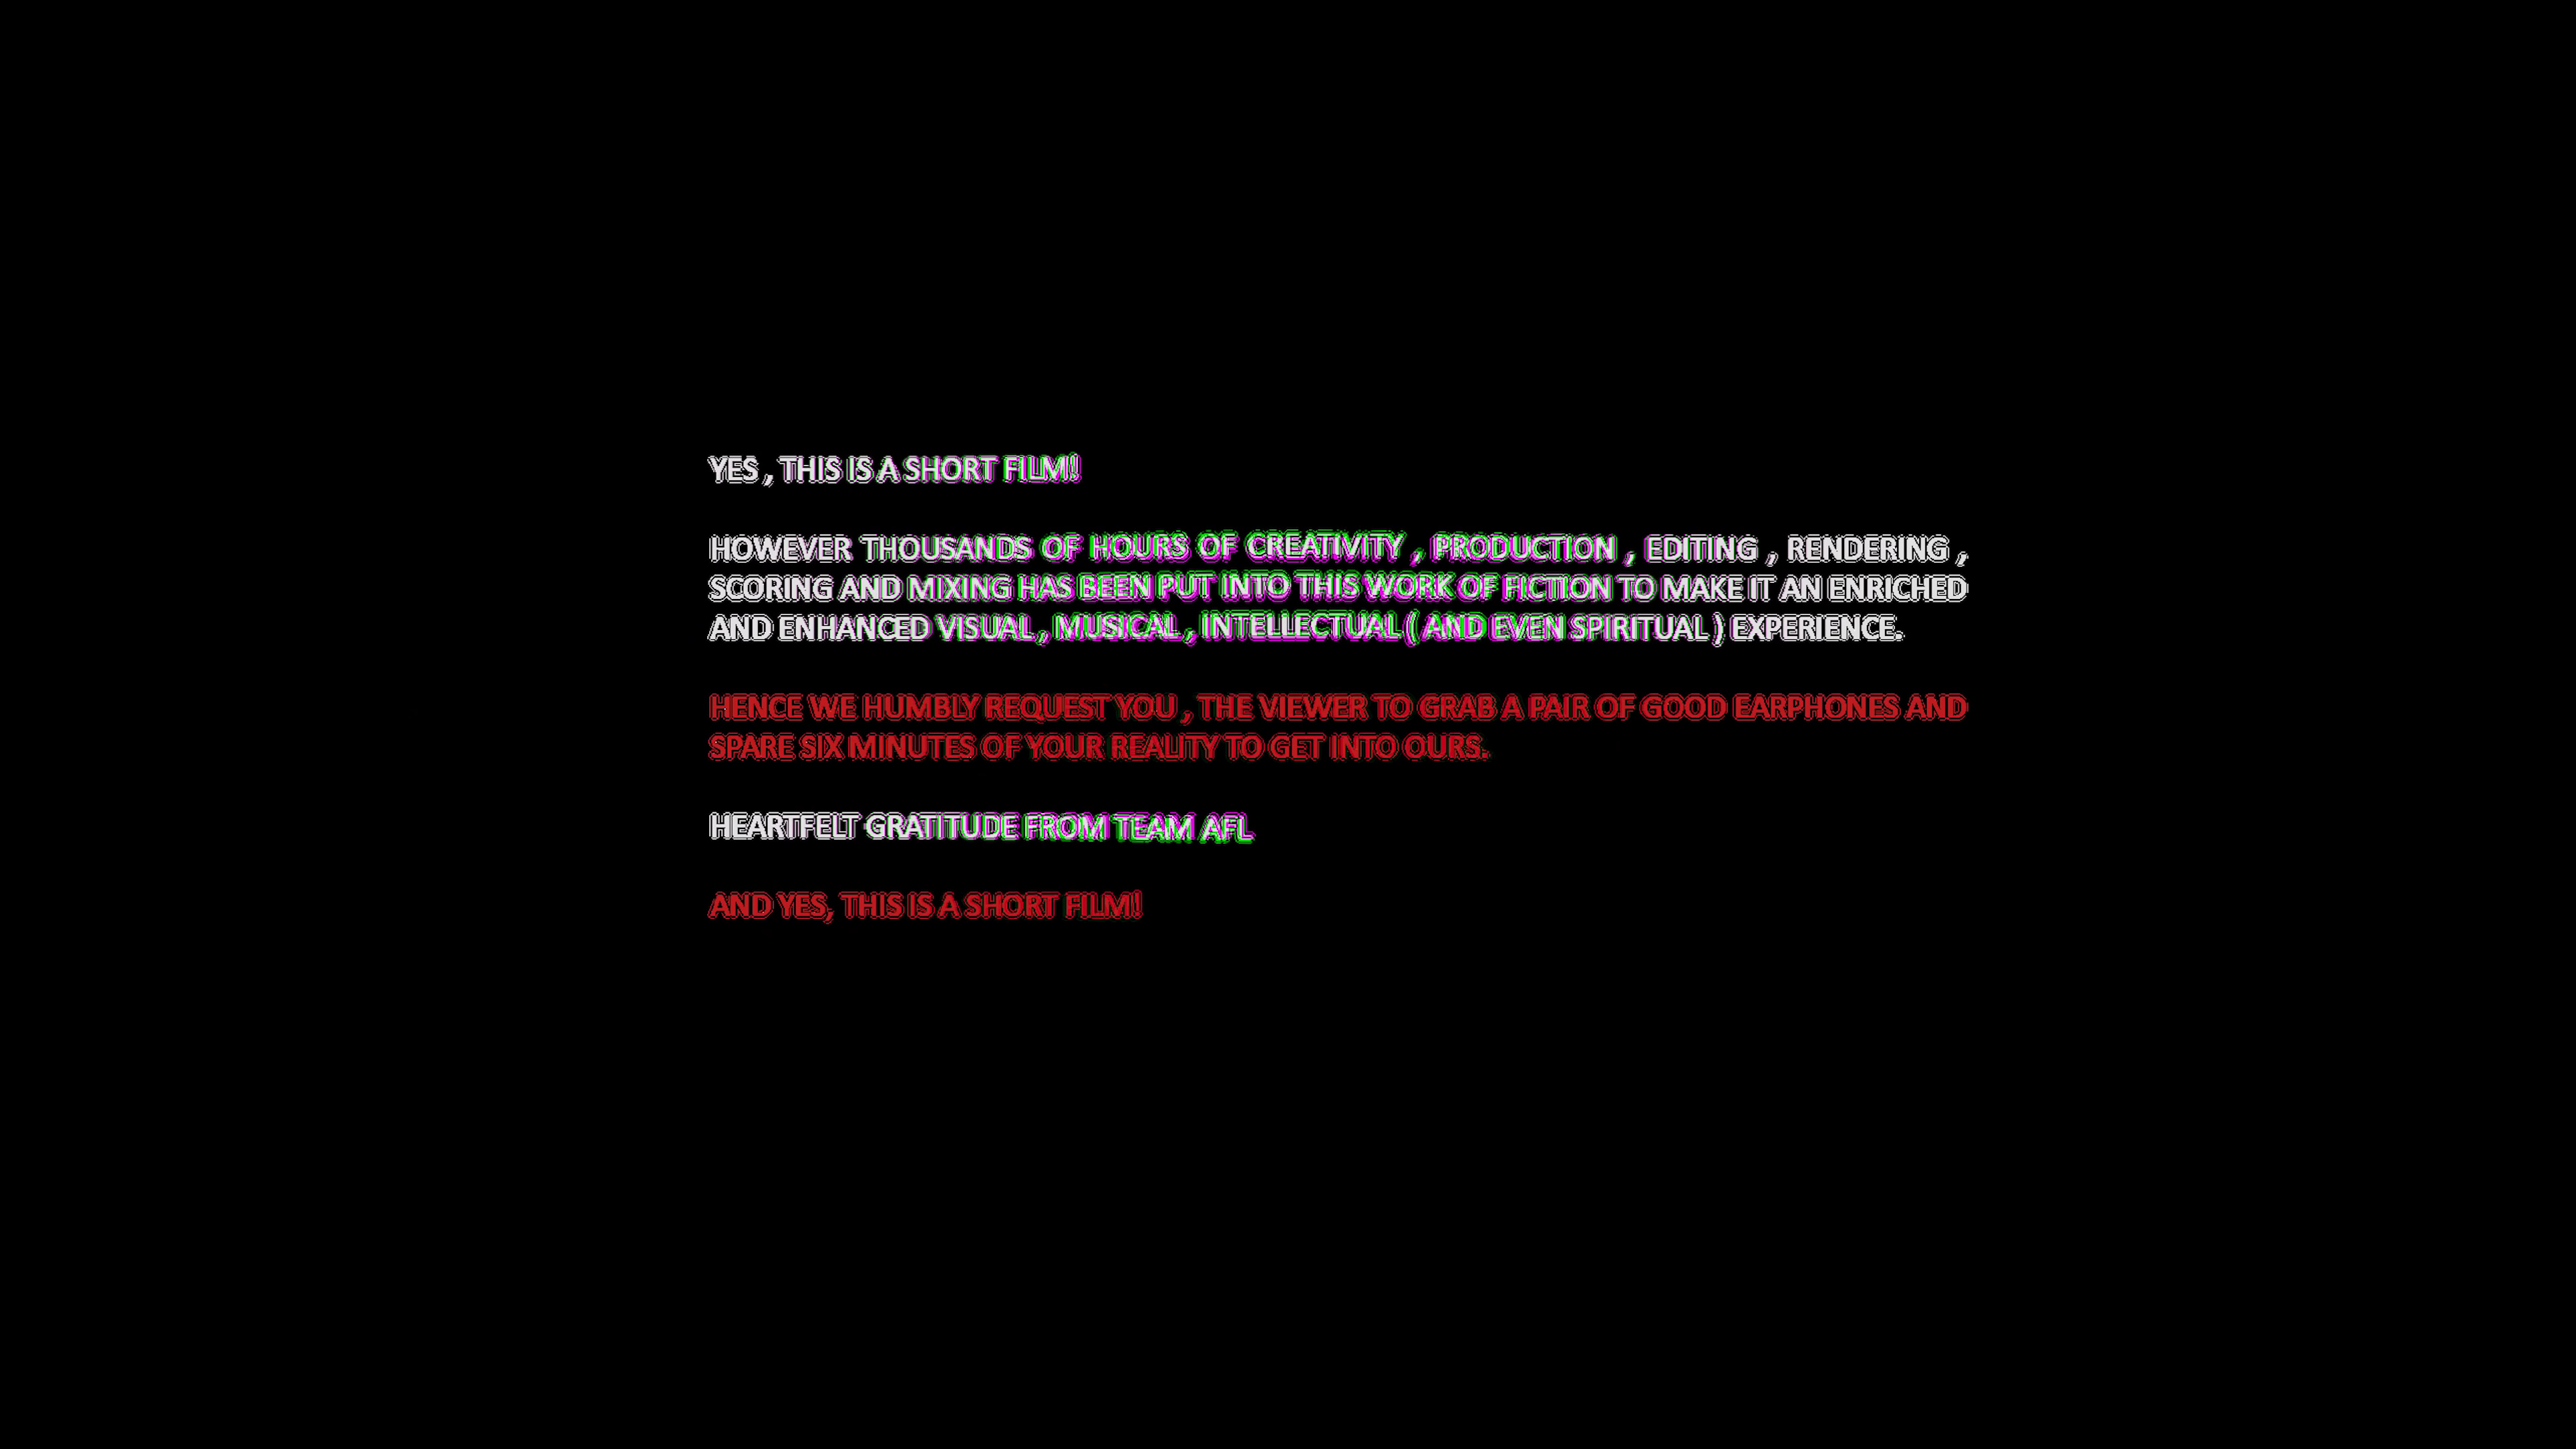 YES , THIS IS A SHORT FILM!
HOWEVER THOUSANDS OF HOURS OF CREATIVITY , PRODUCTION , EDITING , RENDERING ,
SCORING AND MIXING HAS BEEN PUT INTO THIS WORK OF FICTION TO MAKE IT AN ENRICHED
AND ENHANCED VISUAL , MUSICAL , INTELLECTUAL ( AND EVEN SPIRITUAL ) EXPERIENCE.
HENCE WE HUMBLY REQUEST YOU , THE VIEWER TO GRAB A PAIR OF GOOD EARPHONES AND
SPARE SIX MINUTES OF YOUR REALITY TO GET INTO OURS.
HEARTFELT GRATITUDE FROM TEAM AFL
AND YES, THIS IS A SHORT FILM!